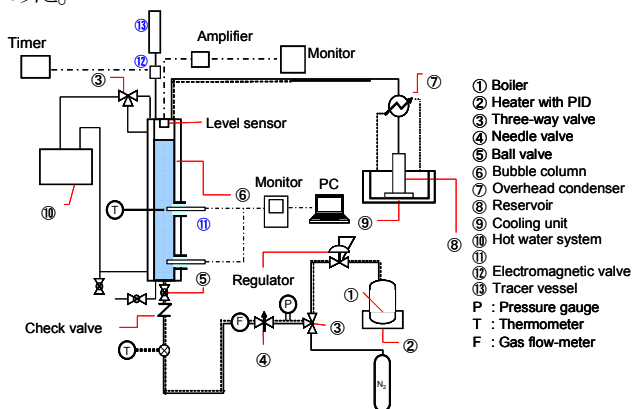 めた。
⑬
Timer
Amplifier
Monitor
⑫
③
⑦
Level sensor
⑥
Monitor
PC
T
⑩
⑪
⑨
⑧
⑤
Regulator
①
P
Check valve
F
③
T
④
②
N₂
① Boiler
② Heater with PID
③ Three-way valve
④ Needle valve
⑤ Ball valve
⑥ Bubble column
⑦ Overhead condenser
⑧ Reservoir
⑨ Cooling unit
⑩ Hot water system
⑪
⑫ Electromagnetic valve
⑬ Tracer vessel
P : Pressure gauge
T : Thermometer
F : Gas flow-meter